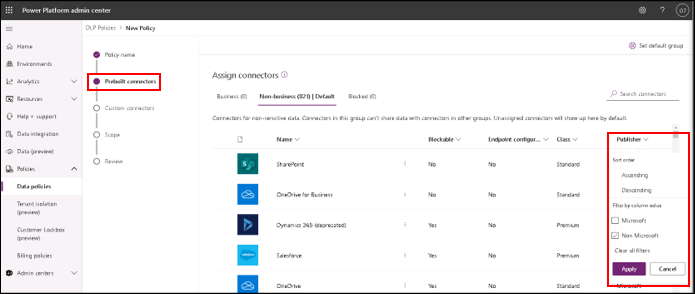 Power Platform admin center
?
DLP Policies > New Policy
Home
Environments
Analytics
Resources
Help + support
Data integration
Data (preview)
Policies
Data policies
Tenant isolation
(preview)
Customer Lockbox
(preview)
Billing policies
Admin centers
Policy name
Prebuilt connectors
Custom connectors
Scope
Review
Set default group
Assign connectors
Business (0) Non-business (821) | Default Blocked (0)
Search connectors
Connectors for non-sensitive data. Connectors in this group can't share data with connectors in other groups. Unassigned connectors will show up here by default.
Name Blockable Endpoint configur... Class Publisher
SharePoint No No Standard
OneDrive for Business No No Standard
Dynamics 365 (deprecated) Yes No Premium
Salesforce Yes No Premium
OneDrive Yes No Standard Microsoft
Sort order
Ascending
Descending
Filter by column value
Microsoft
Non Microsoft
Clear all filters
Apply Cancel